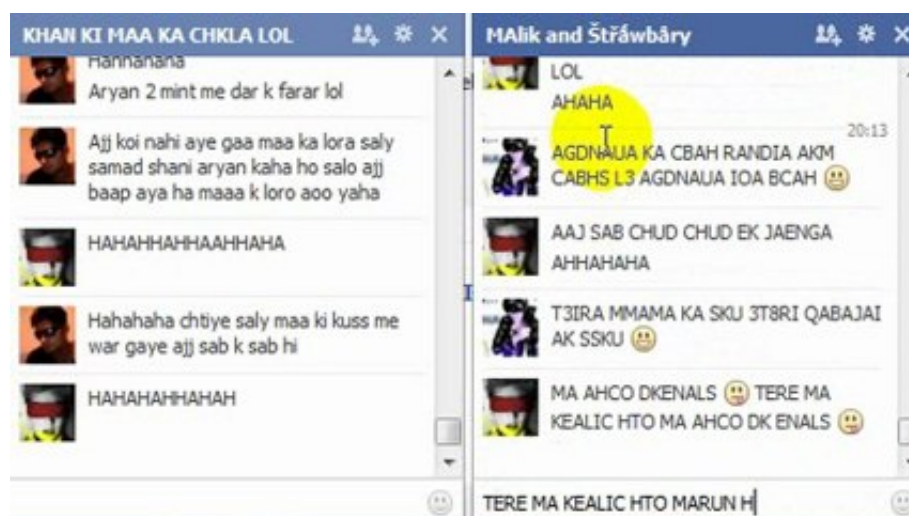 KHAN KI MAA KA CHKLA LOL
Hannahana
Aryan 2 mint me dar k farar lol
Ajj koi nahi aye gaa maa ka lora saly
samad shani aryan kaha ho salo ajj
baap aya ha maaa k loro aoo yaha
HAHAHHAHHAAHHAHA
Hahahaha chtiye saly maa ki kuss me
war gaye ajj sab k sab hi
HAHAHAHHAHAH
MAlik and Štřáwbâry
LOL
AHAHA
20:13
AGDNAUA KA CBAH RANDIA AKM
CABHS L3 AGDNAUA IOA BCAH
AAJ SAB CHUD CHUD EK JAENGA
AHHAHAHA
T3IRA MMAMA KA SKU 3T8RI QABAJAI
AK SSKU
MA AHCO DKENALS TERE MA
KEALIC HTO MA AHCO DK ENALS
TERE MA KEALIC HTO MARUN H